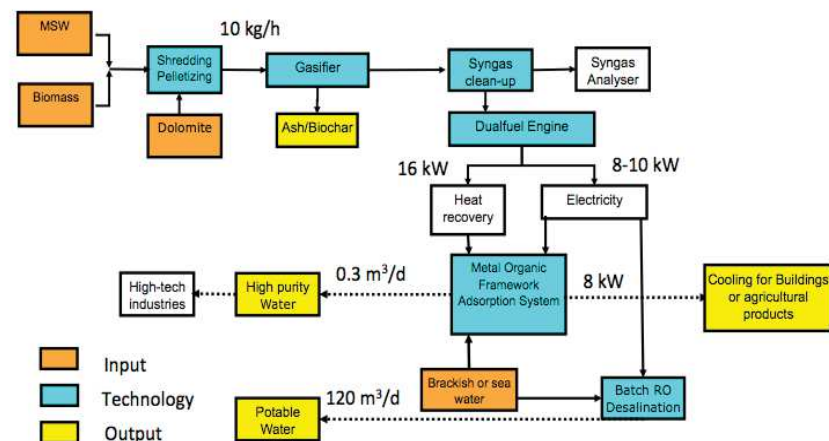 MSW
10 kg/h
Shredding
Pelletizing
Gasifier
Syngas
clean-up
Syngas
Analyser
Biomass
Dolomite
Ash/Biochar
Dualfuel Engine
16 kW
8-10 kW
Heat
recovery
Electricity
High-tech
industries
High purity
Water
0.3 m³/d
Metal Organic
Framework
Adsorption System
8 kW
Cooling for Buildings
or agricultural
products
Input
Technology
Output
Brackish or sea
water
120 m³/d
Potable
Water
Batch RO
Desalination